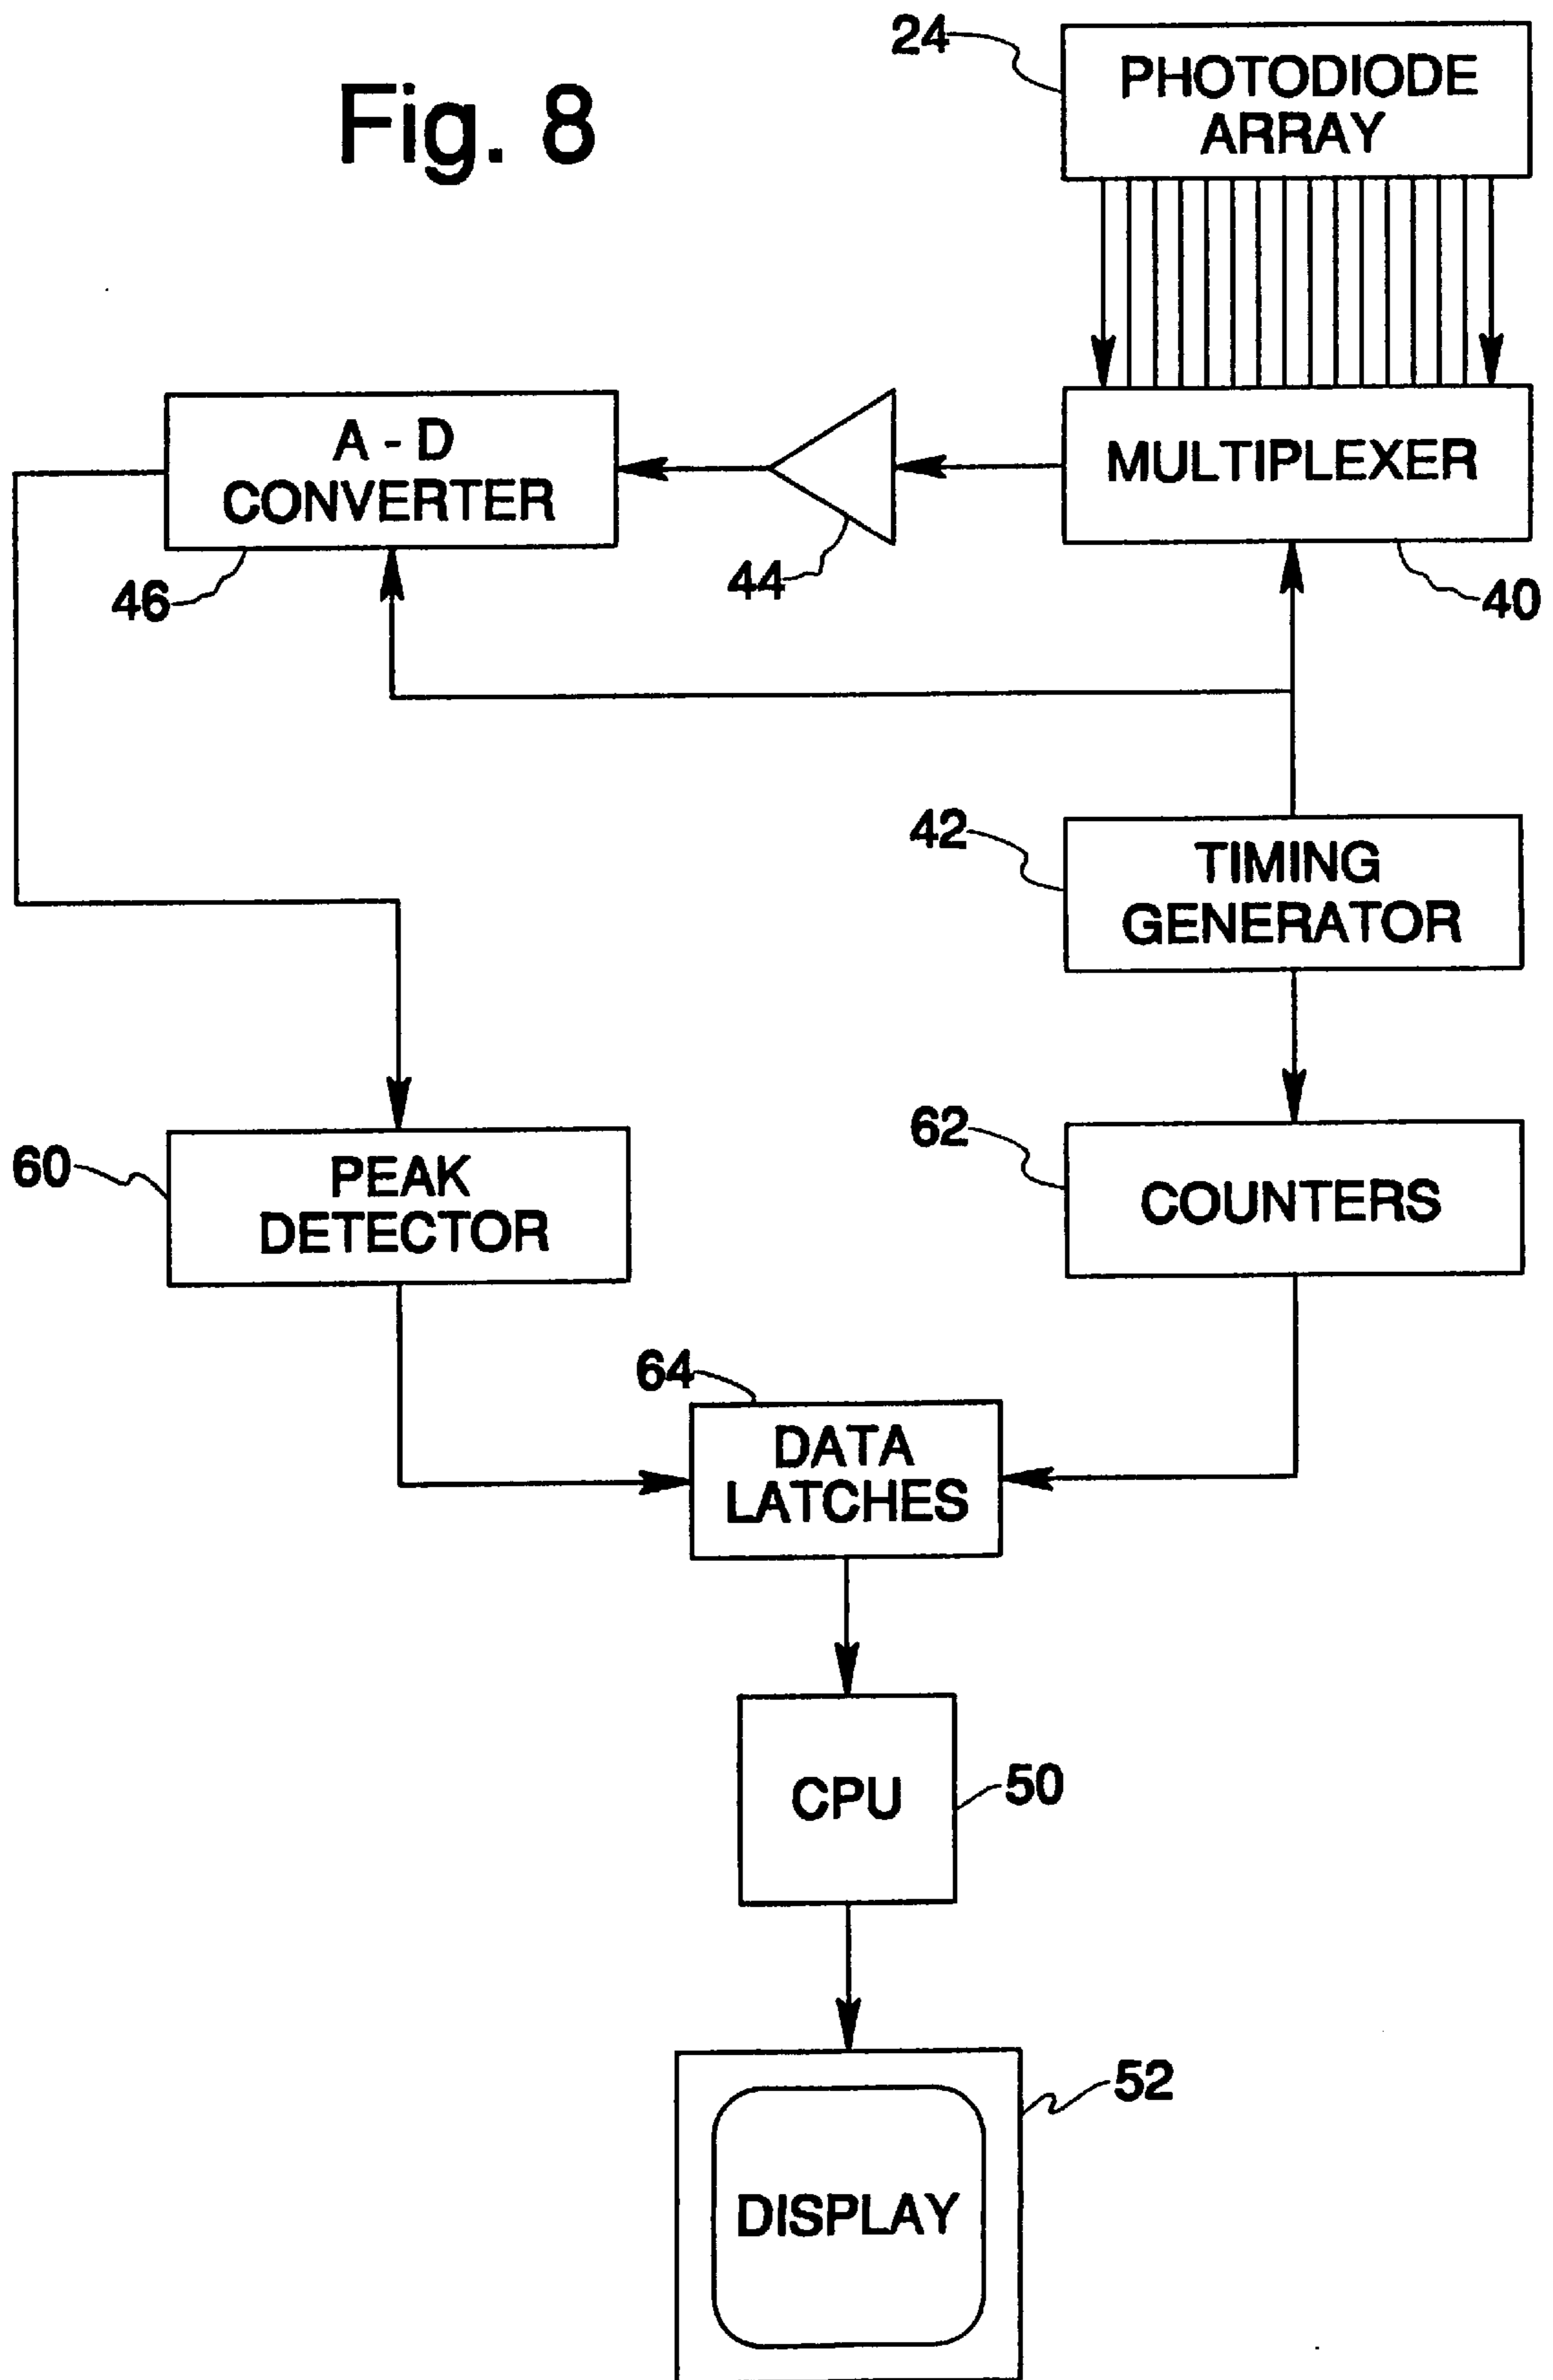 Fig. 8
24
PHOTODIODE
ARRAY
A - D
CONVERTER
MULTIPLEXER
46
44
40
42
TIMING
GENERATOR
60
PEAK
DETECTOR
62
COUNTERS
64
DATA
LATCHES
CPU
50
52
DISPLAY